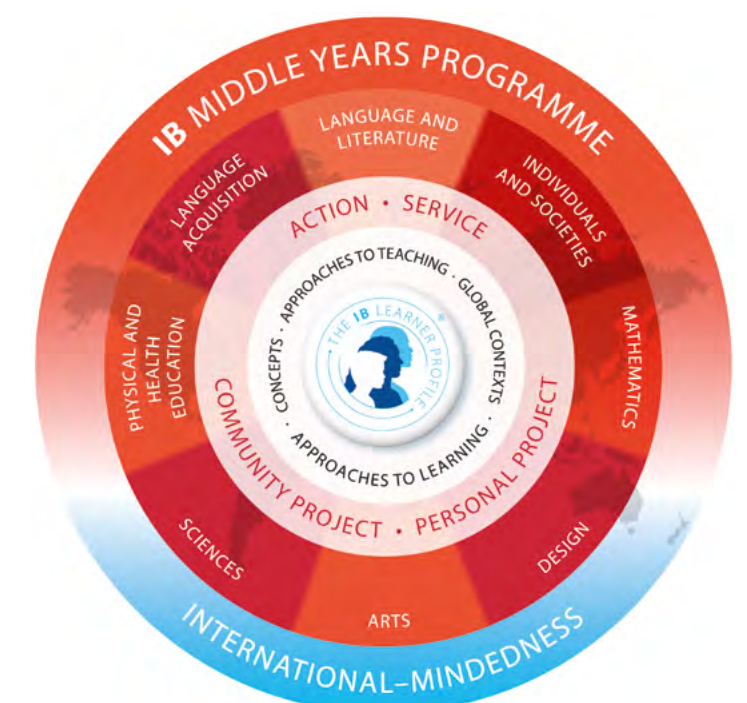 IB MIDDLE YEARS PROGRAMME
LANGUAGE AND
LITERATURE
LANGUAGE
ACQUISITION
INDIVIDUALS
AND SOCIETIES
PHYSICAL AND
HEALTH
EDUCATION
MATHEMATICS
SCIENCES
DESIGN
ARTS
ACTION • SERVICE
COMMUNITY PROJECT • PERSONAL PROJECT
APPROACHES TO TEACHING · GLOBAL CONTEXTS ·
APPROACHES TO LEARNING · CONCEPTS ·
THE IB LEARNER PROFILE
®
INTERNATIONAL–MINDEDNESS